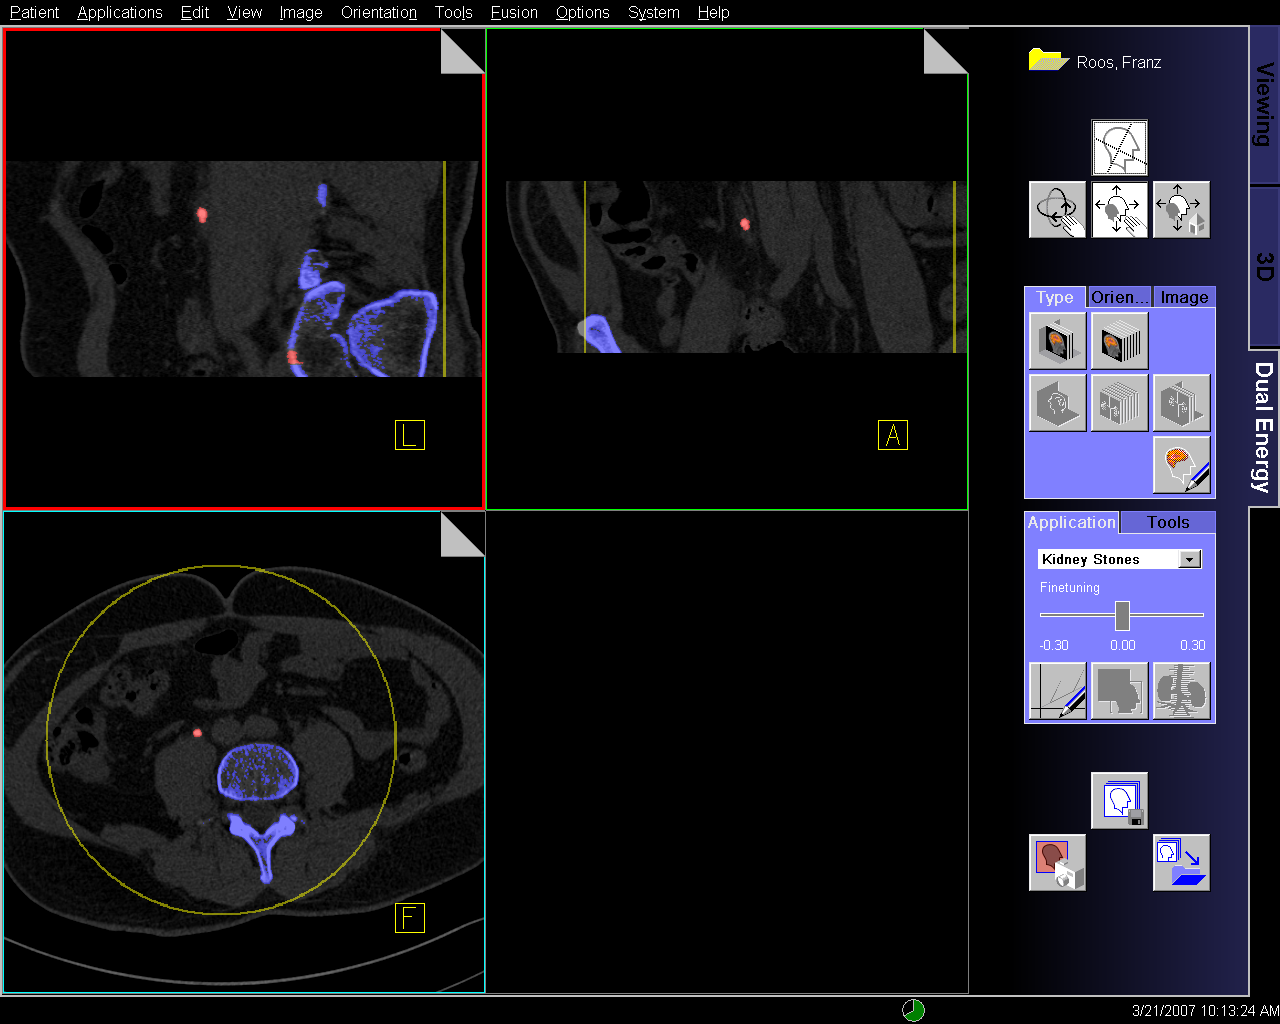 Patient Applications Edit View Image Orientation Tools Fusion Options System Help
Roos, Franz
Viewing
3D
Dual Energy
Type Orien... Image
L
A
Application Tools
Kidney Stones
Finetuning
-0.30 0.00 0.30
F
3/21/2007 10:13:24 AM